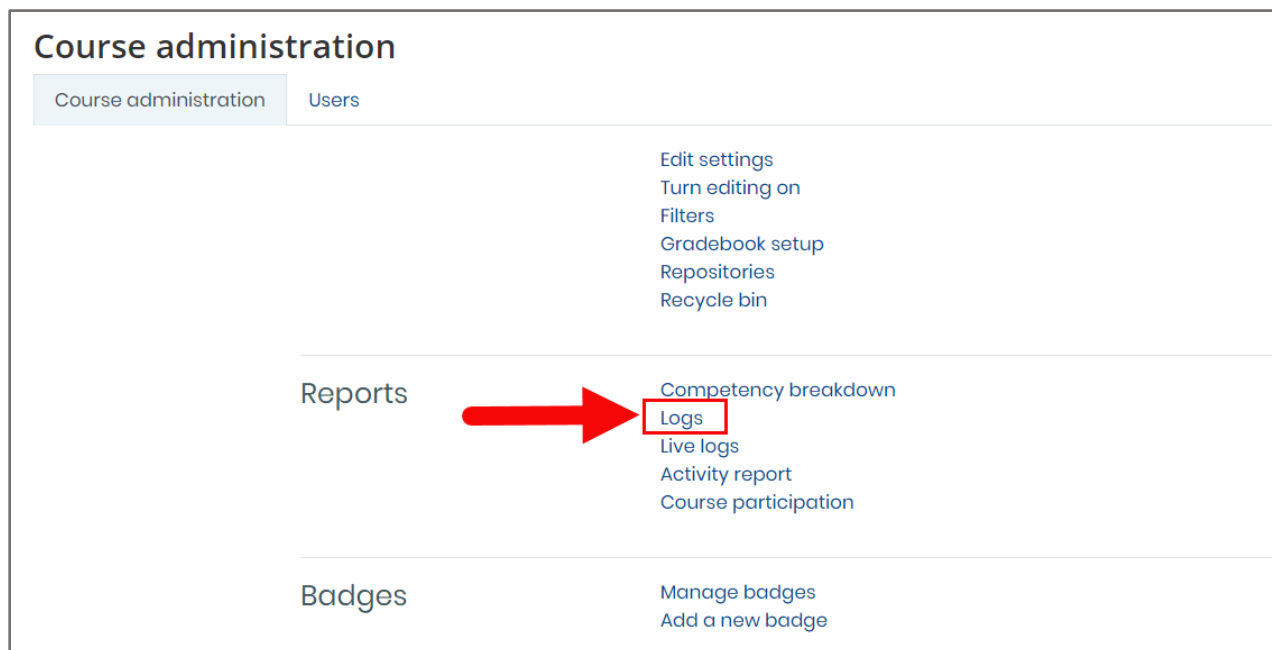 Course administration
Course administration Users
Edit settings
Turn editing on
Filters
Gradebook setup
Repositories
Recycle bin
Reports
Competency breakdown
Logs
Live logs
Activity report
Course participation
Badges
Manage badges
Add a new badge